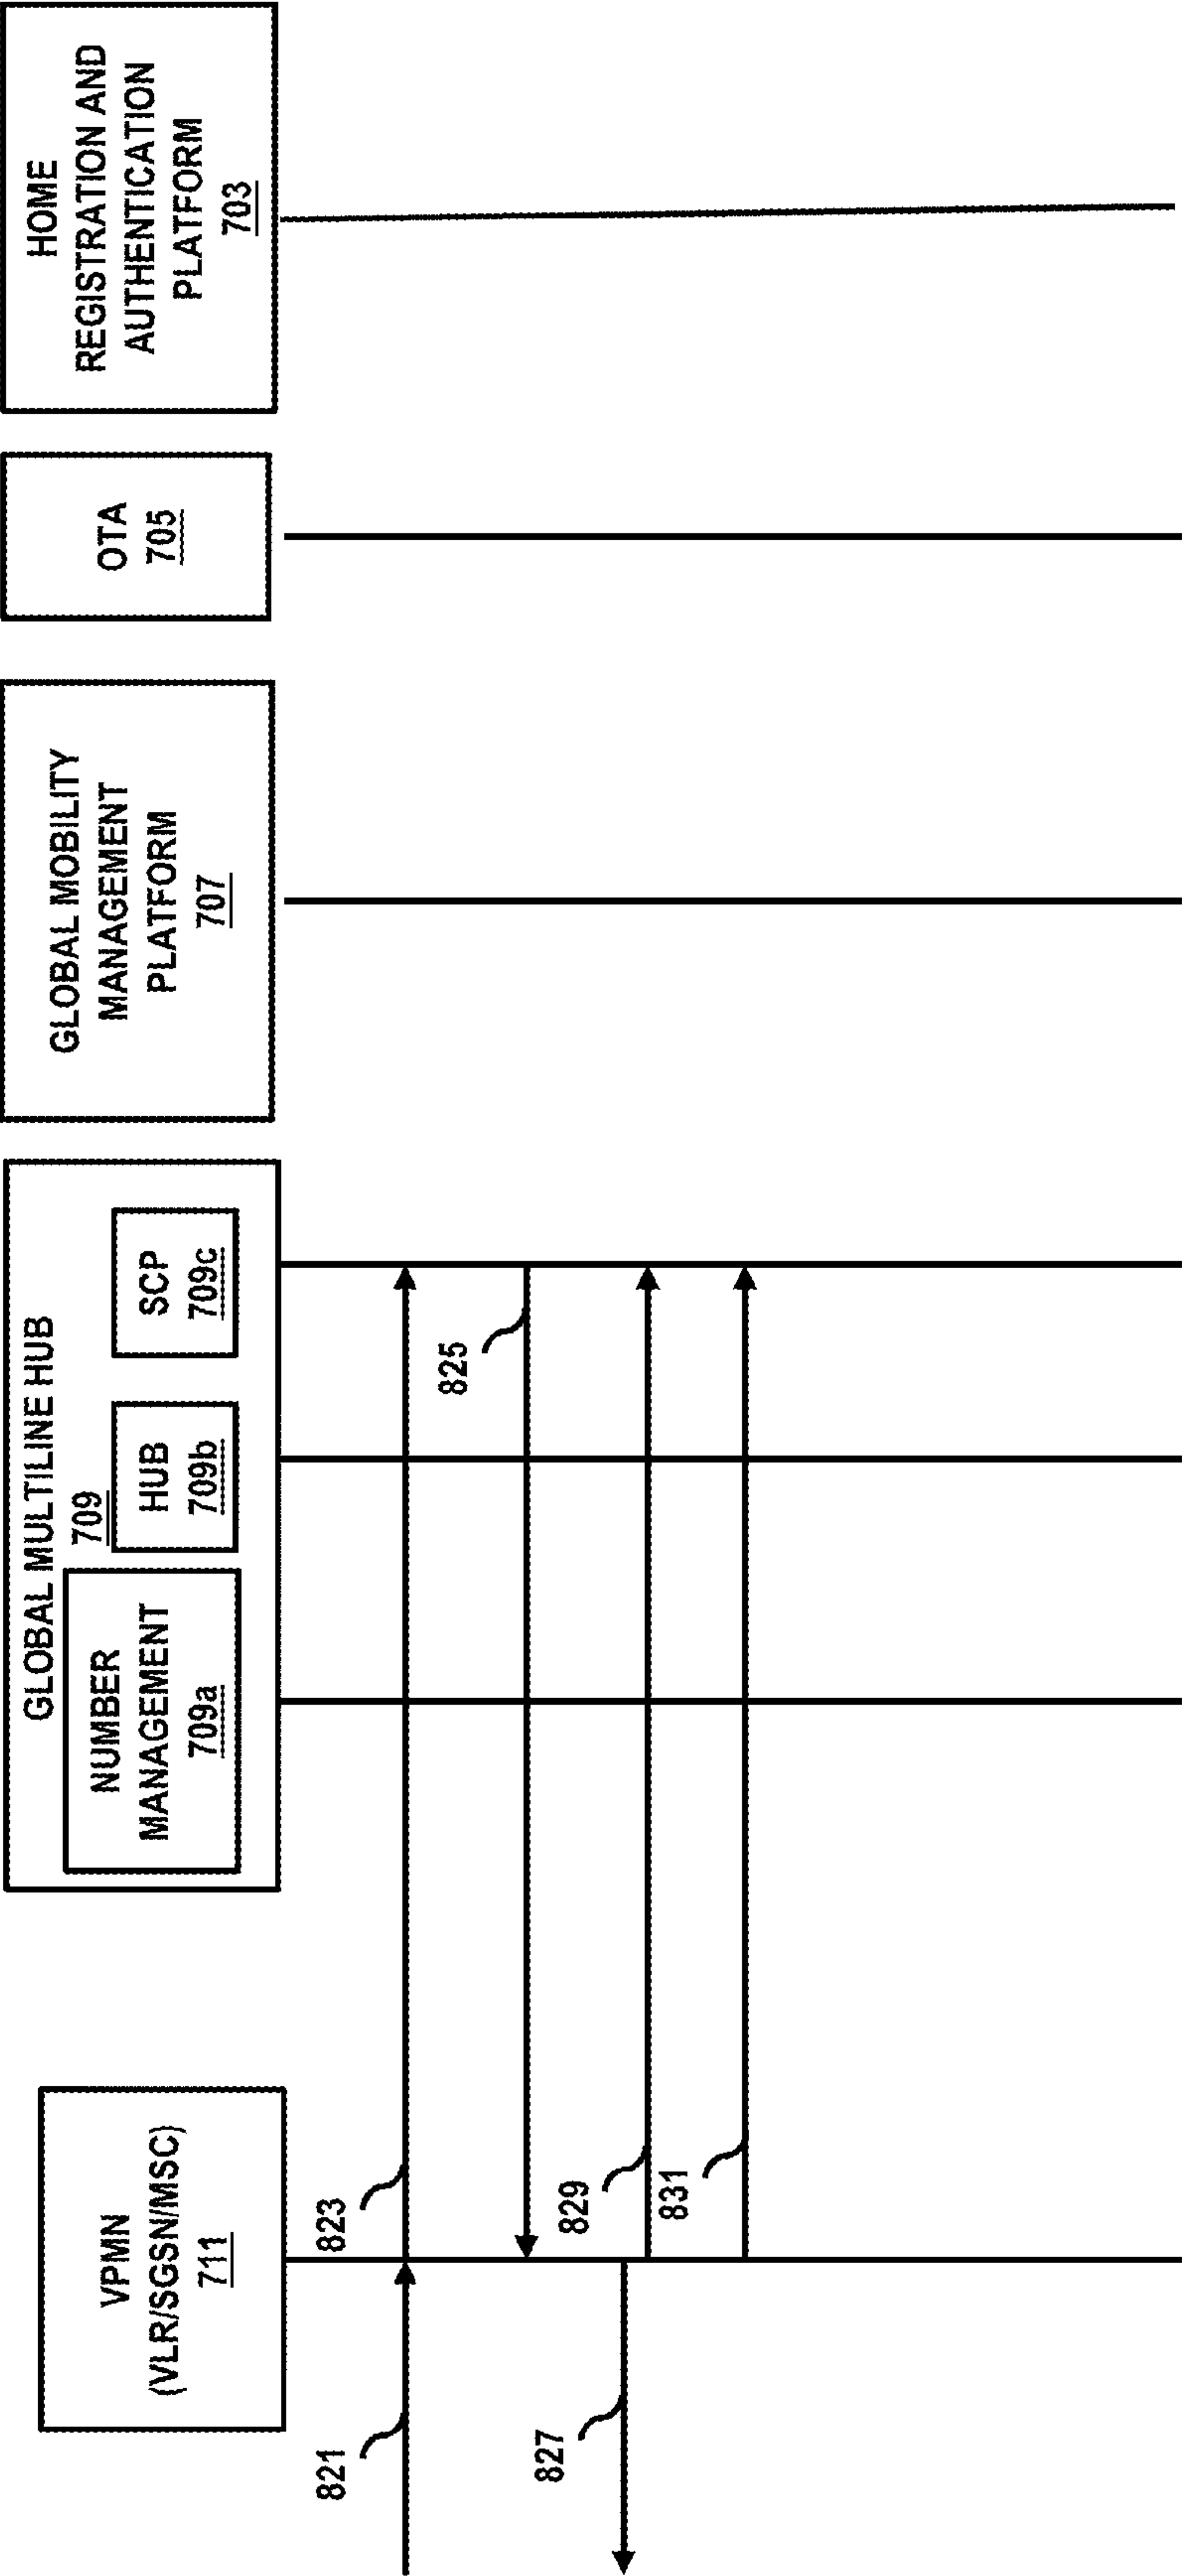 VPMN
(VLR/SGSN/MSC)
711
GLOBAL MULTILINE HUB
709
NUMBER
MANAGEMENT
709a
HUB
709b
SCP
709c
GLOBAL MOBILITY
MANAGEMENT
PLATFORM
707
OTA
705
HOME
REGISTRATION AND
AUTHENTICATION
PLATFORM
703
821
823
825
827
829
831